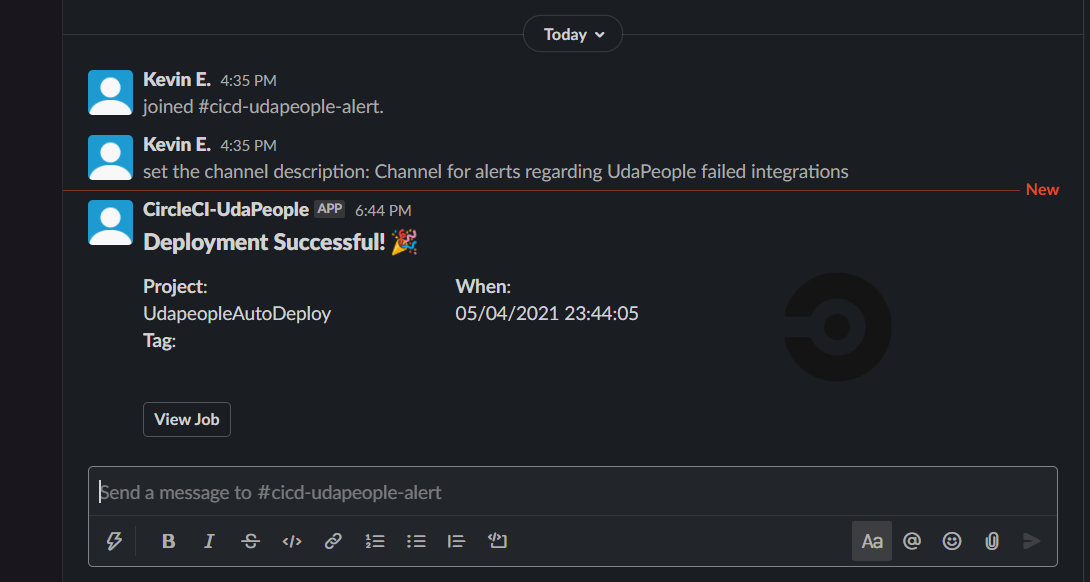 Today
Kevin E. 4:35 PM
joined #cicd-udapeople-alert.
Kevin E. 4:35 PM
set the channel description: Channel for alerts regarding UdaPeople failed integrations
New
CircleCI-UdaPeople APP 6:44 PM
Deployment Successful! 🎉
Project: When:
UdapeopleAutoDeploy 05/04/2021 23:44:05
Tag:
View Job
Send a message to #cicd-udapeople-alert
B I S </> Aa @